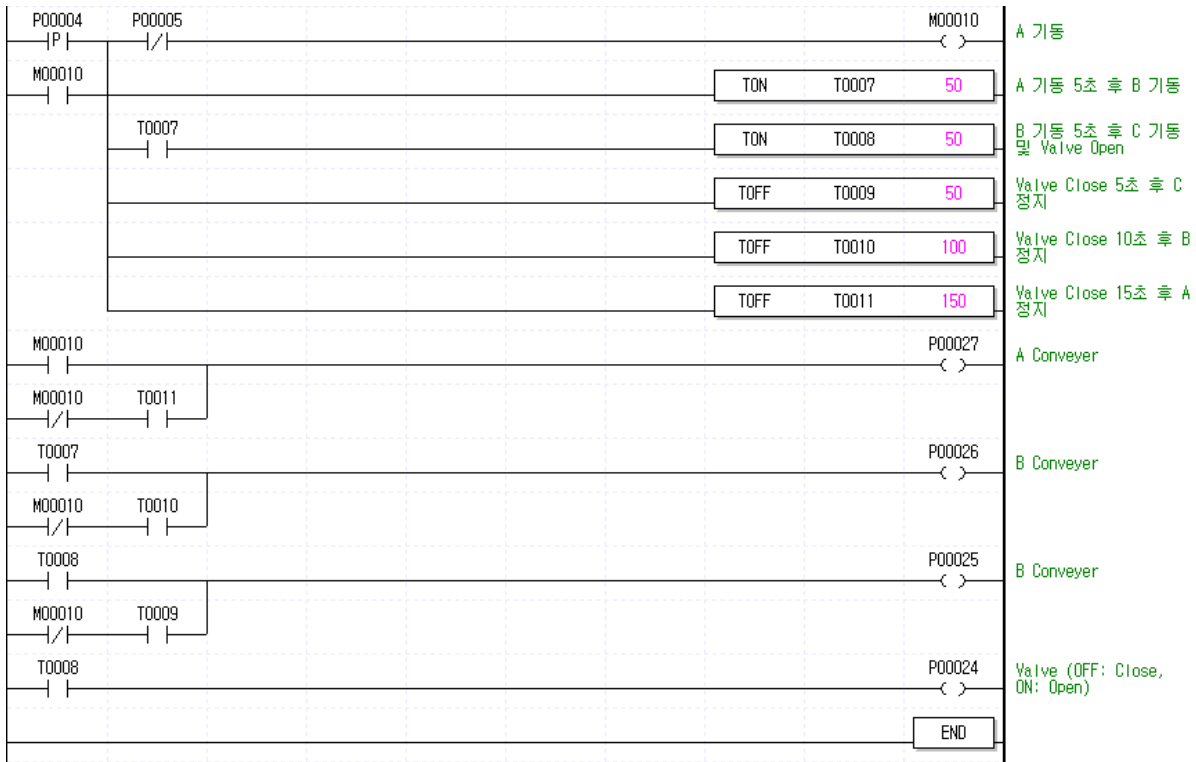 P00004 P00005 M00010
P A 기동
M00010
TON T0007 50 A 기동 5초 후 B 기동
T0007
TON T0008 50 B 기동 5초 후 C 기동
및 Valve Open
TOFF T0009 50 Valve Close 5초 후 C
정지
TOFF T0010 100 Valve Close 10초 후 B
정지
TOFF T0011 150 Valve Close 15초 후 A
정지
M00010 P00027
A Conveyer
M00010 T0011
T0007 P00026
B Conveyer
M00010 T0010
T0008 P00025
B Conveyer
M00010 T0009
T0008 P00024
Valve (OFF: Close,
ON: Open)
END